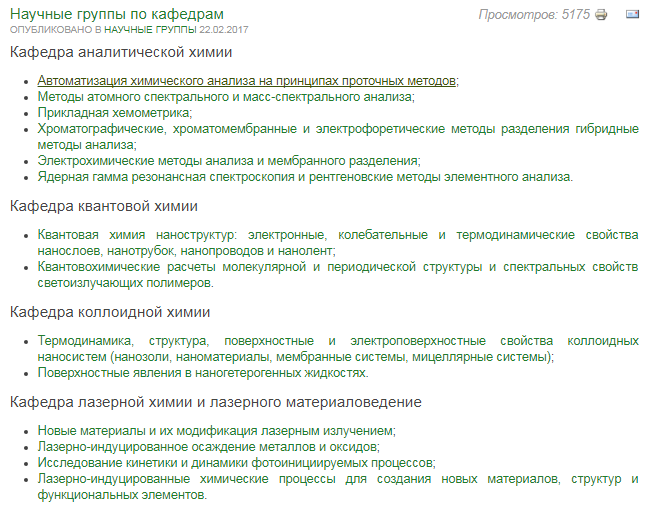 Научные группы по кафедрам
Просмотров: 5175
ОПУБЛИКОВАНО В НАУЧНЫЕ ГРУППЫ 22.02.2017
Кафедра аналитической химии
Автоматизация химического анализа на принципах проточных методов;
Методы атомного спектрального и масс-спектрального анализа;
Прикладная хемометрика;
Хроматографические, хроматомембранные и электрофоретические методы разделения гибридные
методы анализа;
Электрохимические методы анализа и мембранного разделения;
Ядерная гамма резонансная спектроскопия и рентгеновские методы элементного анализа.
Кафедра квантовой химии
Квантовая химия наноструктур: электронные, колебательные и термодинамические свойства
нанослоев, нанотрубок, нанопроводов и нанолент;
Квантовохимические расчеты молекулярной и периодической структуры и спектральных свойств
светоизлучающих полимеров.
Кафедра коллоидной химии
Термодинамика, структура, поверхностные и электроповерхностные свойства коллоидных
наносистем (нанозоли, наноматериалы, мембранные системы, мицеллярные системы);
Поверхностные явления в наногетерогенных жидкостях.
Кафедра лазерной химии и лазерного материаловедение
Новые материалы и их модификация лазерным излучением;
Лазерно-индуцированное осаждение металлов и оксидов;
Исследование кинетики и динамики фотоинициируемых процессов;
Лазерно-индуцированные химические процессы для создания новых материалов, структур и
функциональных элементов.